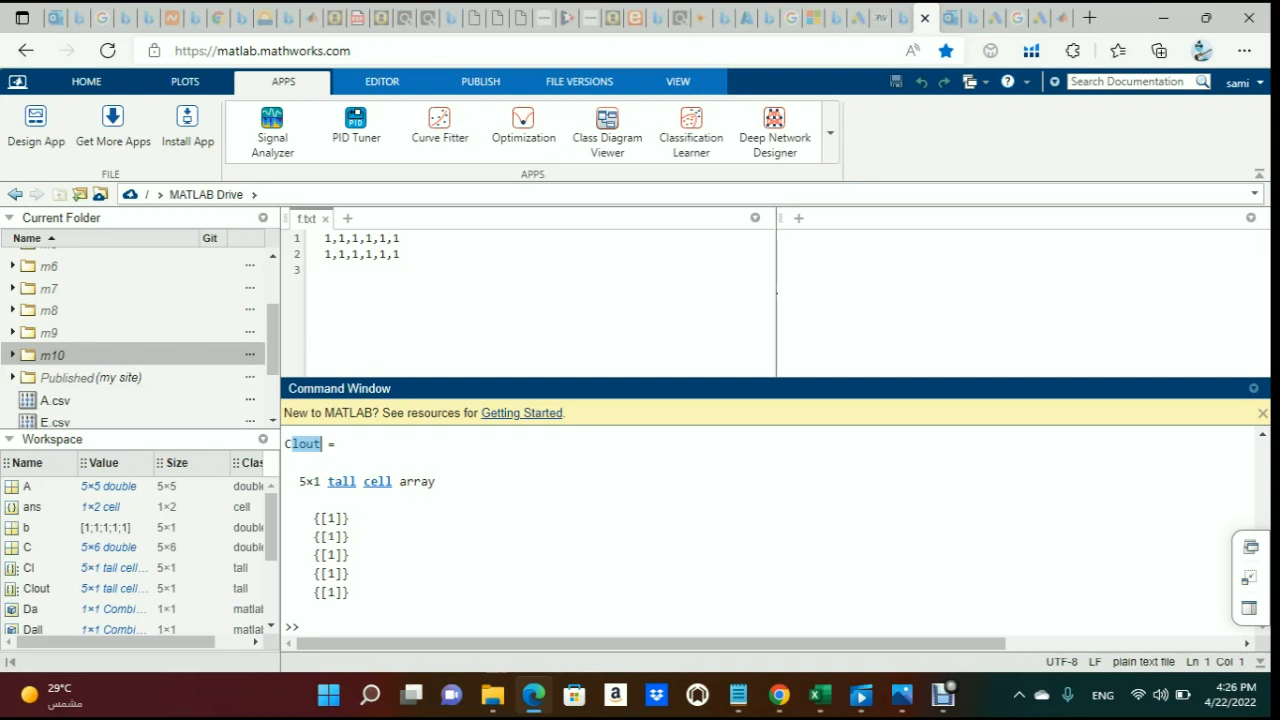 https://matlab.mathworks.com
HOME
PLOTS
APPS
EDITOR
PUBLISH
FILE VERSIONS
VIEW
Search Documentation
sami
Design App
Get More Apps
Install App
Signal Analyzer
PID
PID Tuner
Curve Fitter
Optimization
Class Diagram Viewer
Classification Learner
Deep Network Designer
FILE
APPS
/ > MATLAB Drive >
Current Folder
Name
Git
m6
m7
m8
m9
m10
Published (my site)
A.csv
E.csv
Workspace
Name Value Size Clas
A 5×5 double 5×5 double
ans 1×2 cell 1×2 cell
b [1;1;1;1;1] 5×1 double
C 5×6 double 5×6 double
Cl 5×1 tall cell... 5×1 tall
Clout 5×1 tall cell... 5×1 tall
Da 1×1 Combi... 1×1 matlab
Dall 1×1 Combi... 1×1 matlab
f.txt
1 1,1,1,1,1,1
2 1,1,1,1,1,1
3
Command Window
New to MATLAB? See resources for Getting Started.
Clout =
5×1 tall cell array
{[1]}
{[1]}
{[1]}
{[1]}
{[1]}
>>
UTF-8 LF plain text file Ln 1 Col 1
29°C
مشمس
ENG
4:26 PM
4/22/2022